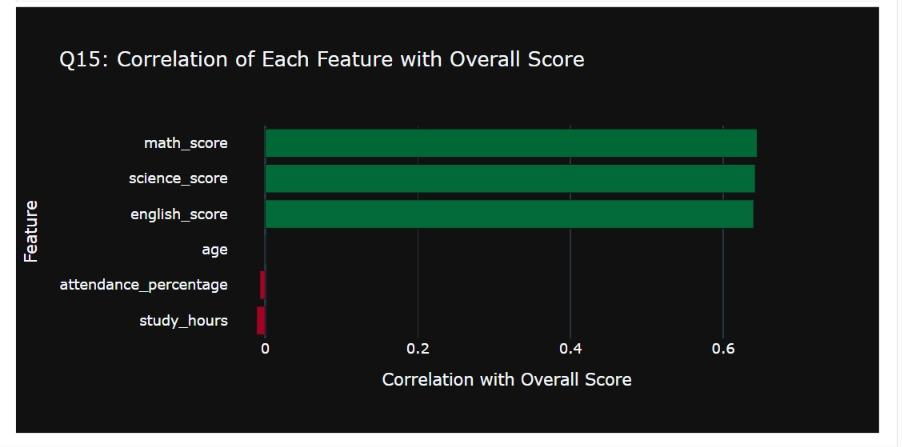 Q15: Correlation of Each Feature with Overall Score
math_score
science_score
english_score
age
attendance_percentage
study_hours
Feature
0 0.2 0.4 0.6
Correlation with Overall Score